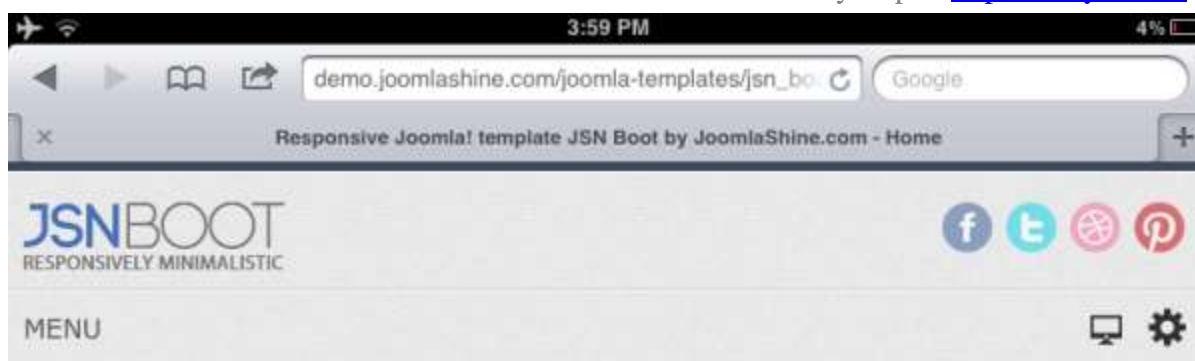 3:59 PM
4%
demo.joomlashine.com/joomla-templates/jsn_bo
Google
Responsive Joomla! template JSN Boot by JoomlaShine.com - Home
JSNBOOT
RESPONSIVELY MINIMALISTIC
MENU